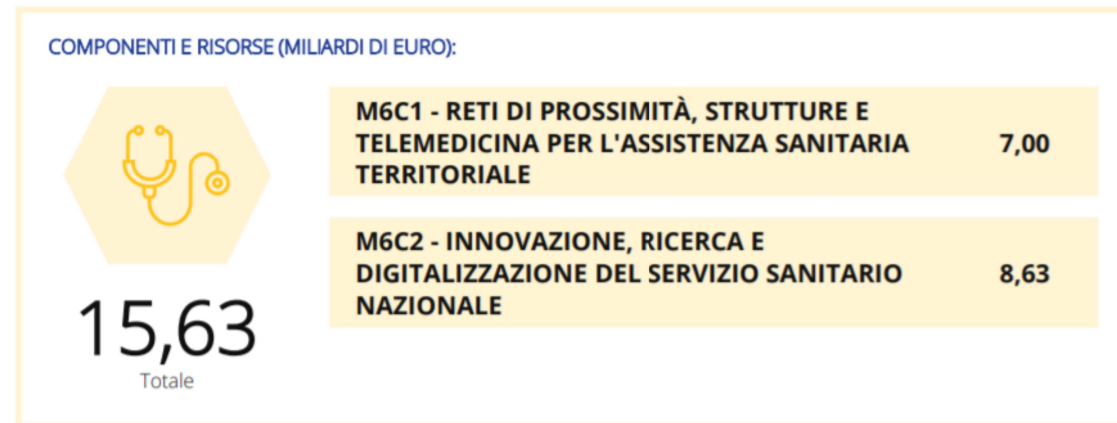 COMPONENTI E RISORSE (MILIARDI DI EURO):
M6C1 - RETI DI PROSSIMITÀ, STRUTTURE E
TELEMEDICINA PER L'ASSISTENZA SANITARIA
TERRITORIALE
7,00
M6C2 - INNOVAZIONE, RICERCA E
DIGITALIZZAZIONE DEL SERVIZIO SANITARIO
NAZIONALE
8,63
15,63
Totale